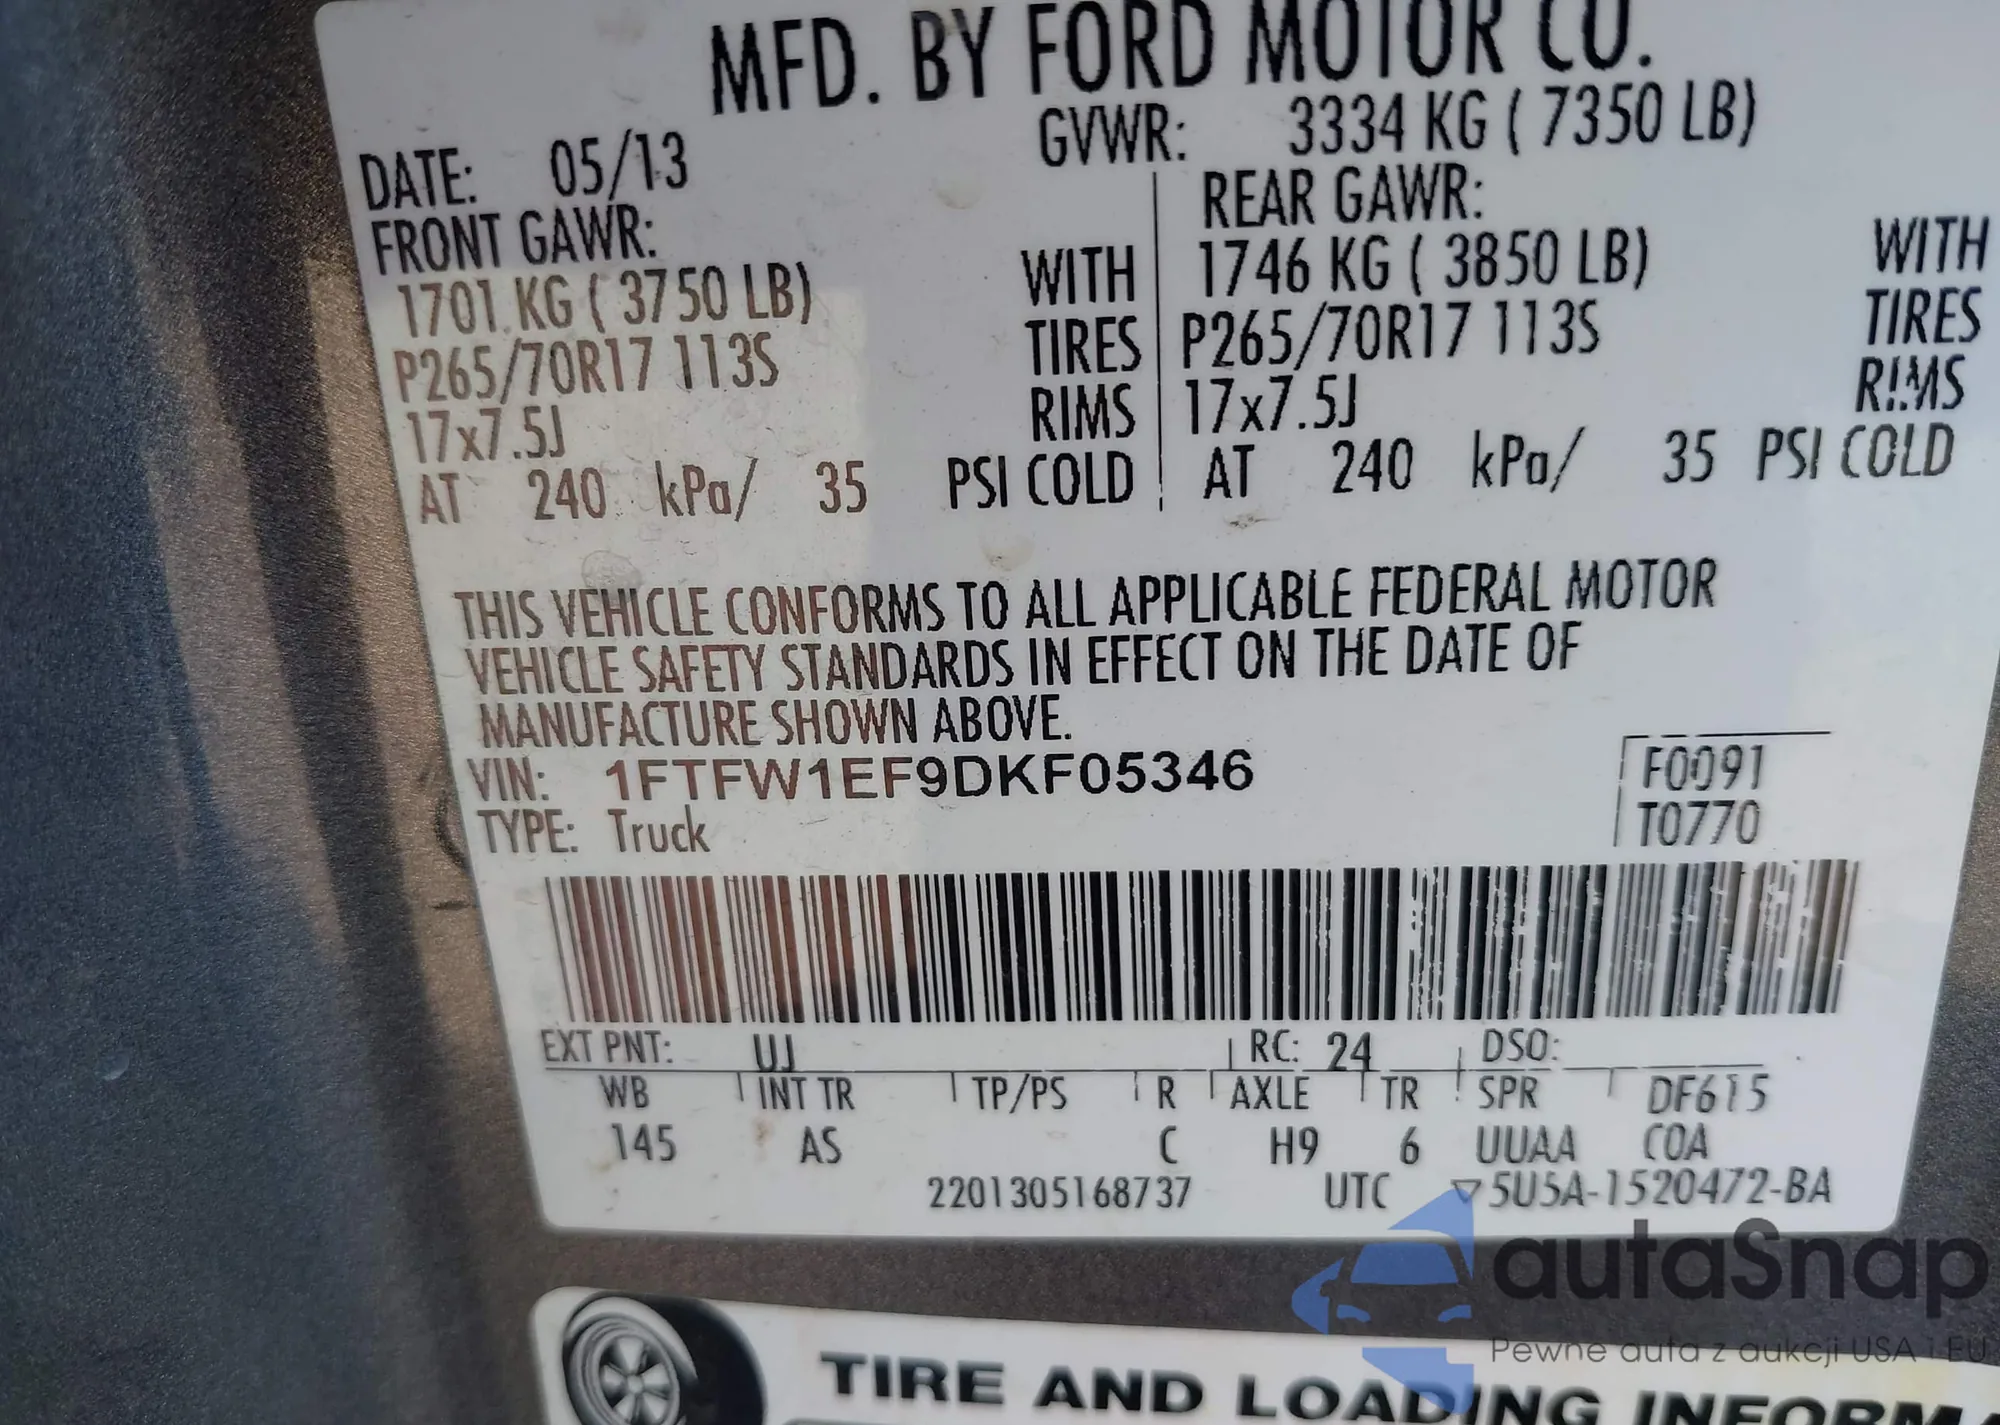 MFD. BY FORD MOTOR CO.
DATE: 05/13 GVWR: 3334 KG ( 7350 LB)
FRONT GAWR: REAR GAWR:
1701 KG ( 3750 LB) WITH 1746 KG ( 3850 LB) WITH
P265/70R17 113S TIRES P265/70R17 113S TIRES
17x7.5J RIMS 17x7.5J RIMS
AT 240 kPa/ 35 PSI COLD AT 240 kPa/ 35 PSI COLD
THIS VEHICLE CONFORMS TO ALL APPLICABLE FEDERAL MOTOR
VEHICLE SAFETY STANDARDS IN EFFECT ON THE DATE OF
MANUFACTURE SHOWN ABOVE.
VIN: 1FTFW1EF9DKF05346 F0091
TYPE: Truck T0770
EXT PNT: UJ RC: 24 DSO:
WB INT TR TP/PS R AXLE TR SPR DF615
145 AS C H9 6 UUAA COA
2201305168737 UTC ▽5U5A-1520472-BA
autaSnap
Pewne auta z aukcji USA i EU
TIRE AND LOADING INFORMA